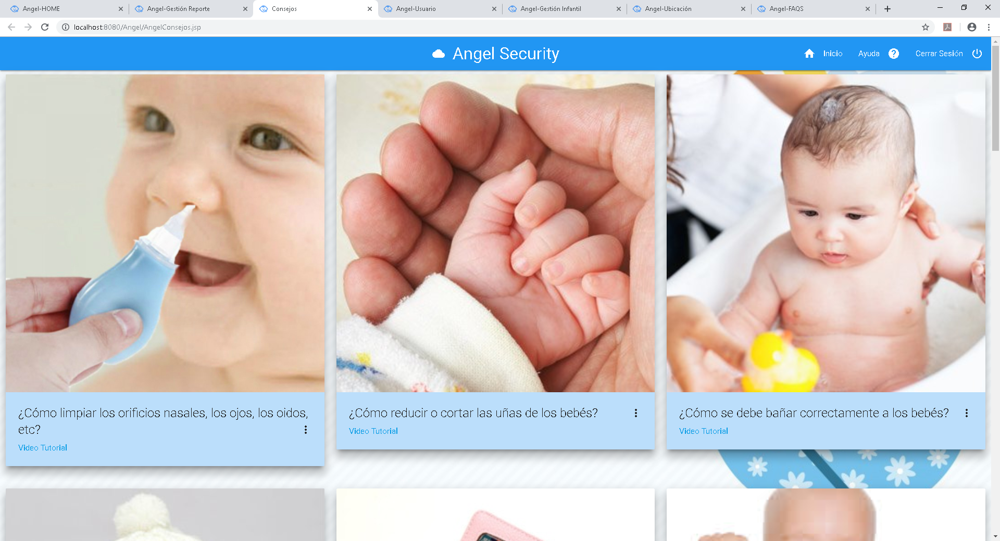 Angel-HOME
Angel-Gestión Reporte
Consejos
Angel-Usuario
Angel-Gestión Infantil
Angel-Ubicación
Angel-FAQS
localhost:8080/Angel/AngelConsejos.jsp
Angel Security
Inicio
Ayuda
Cerrar Sesión
¿Cómo limpiar los orificios nasales, los ojos, los oidos,
etc?
Video Tutorial
¿Cómo reducir o cortar las uñas de los bebés?
Video Tutorial
¿Cómo se debe bañar correctamente a los bebés?
Video Tutorial